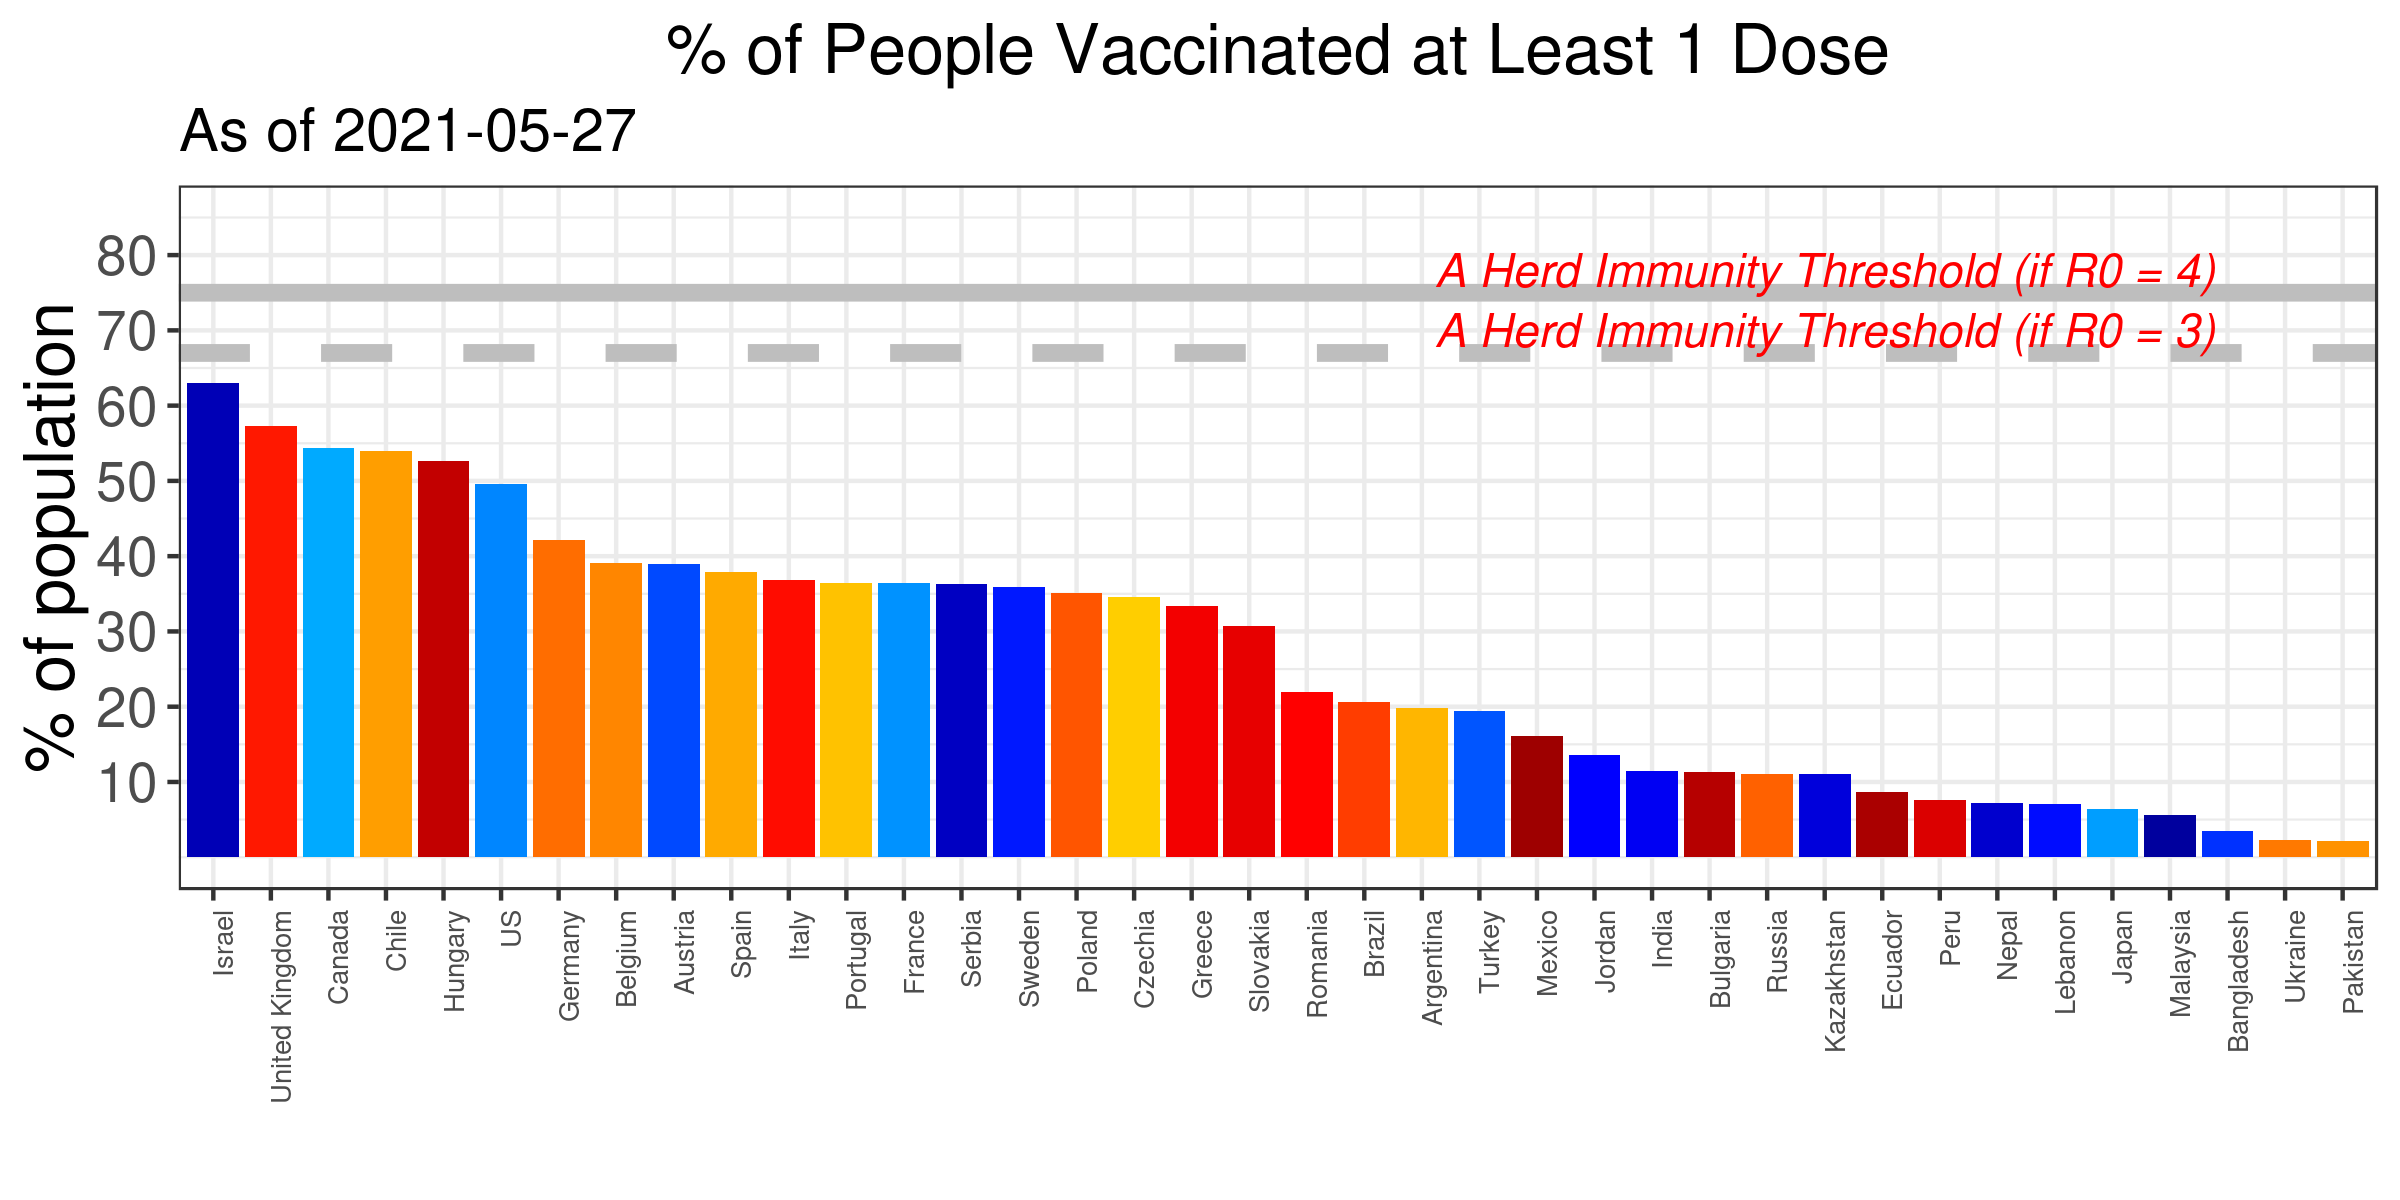 % of People Vaccinated at Least 1 Dose
As of 2021-05-27
% of population
80
70
60
50
40
30
20
10
A Herd Immunity Threshold (if R0 = 4)
A Herd Immunity Threshold (if R0 = 3)
Israel
United Kingdom
Canada
Chile
Hungary
US
Germany
Belgium
Austria
Spain
Italy
Portugal
France
Serbia
Sweden
Poland
Czechia
Greece
Slovakia
Romania
Brazil
Argentina
Turkey
Mexico
Jordan
India
Bulgaria
Russia
Kazakhstan
Ecuador
Peru
Nepal
Lebanon
Japan
Malaysia
Bangladesh
Ukraine
Pakistan